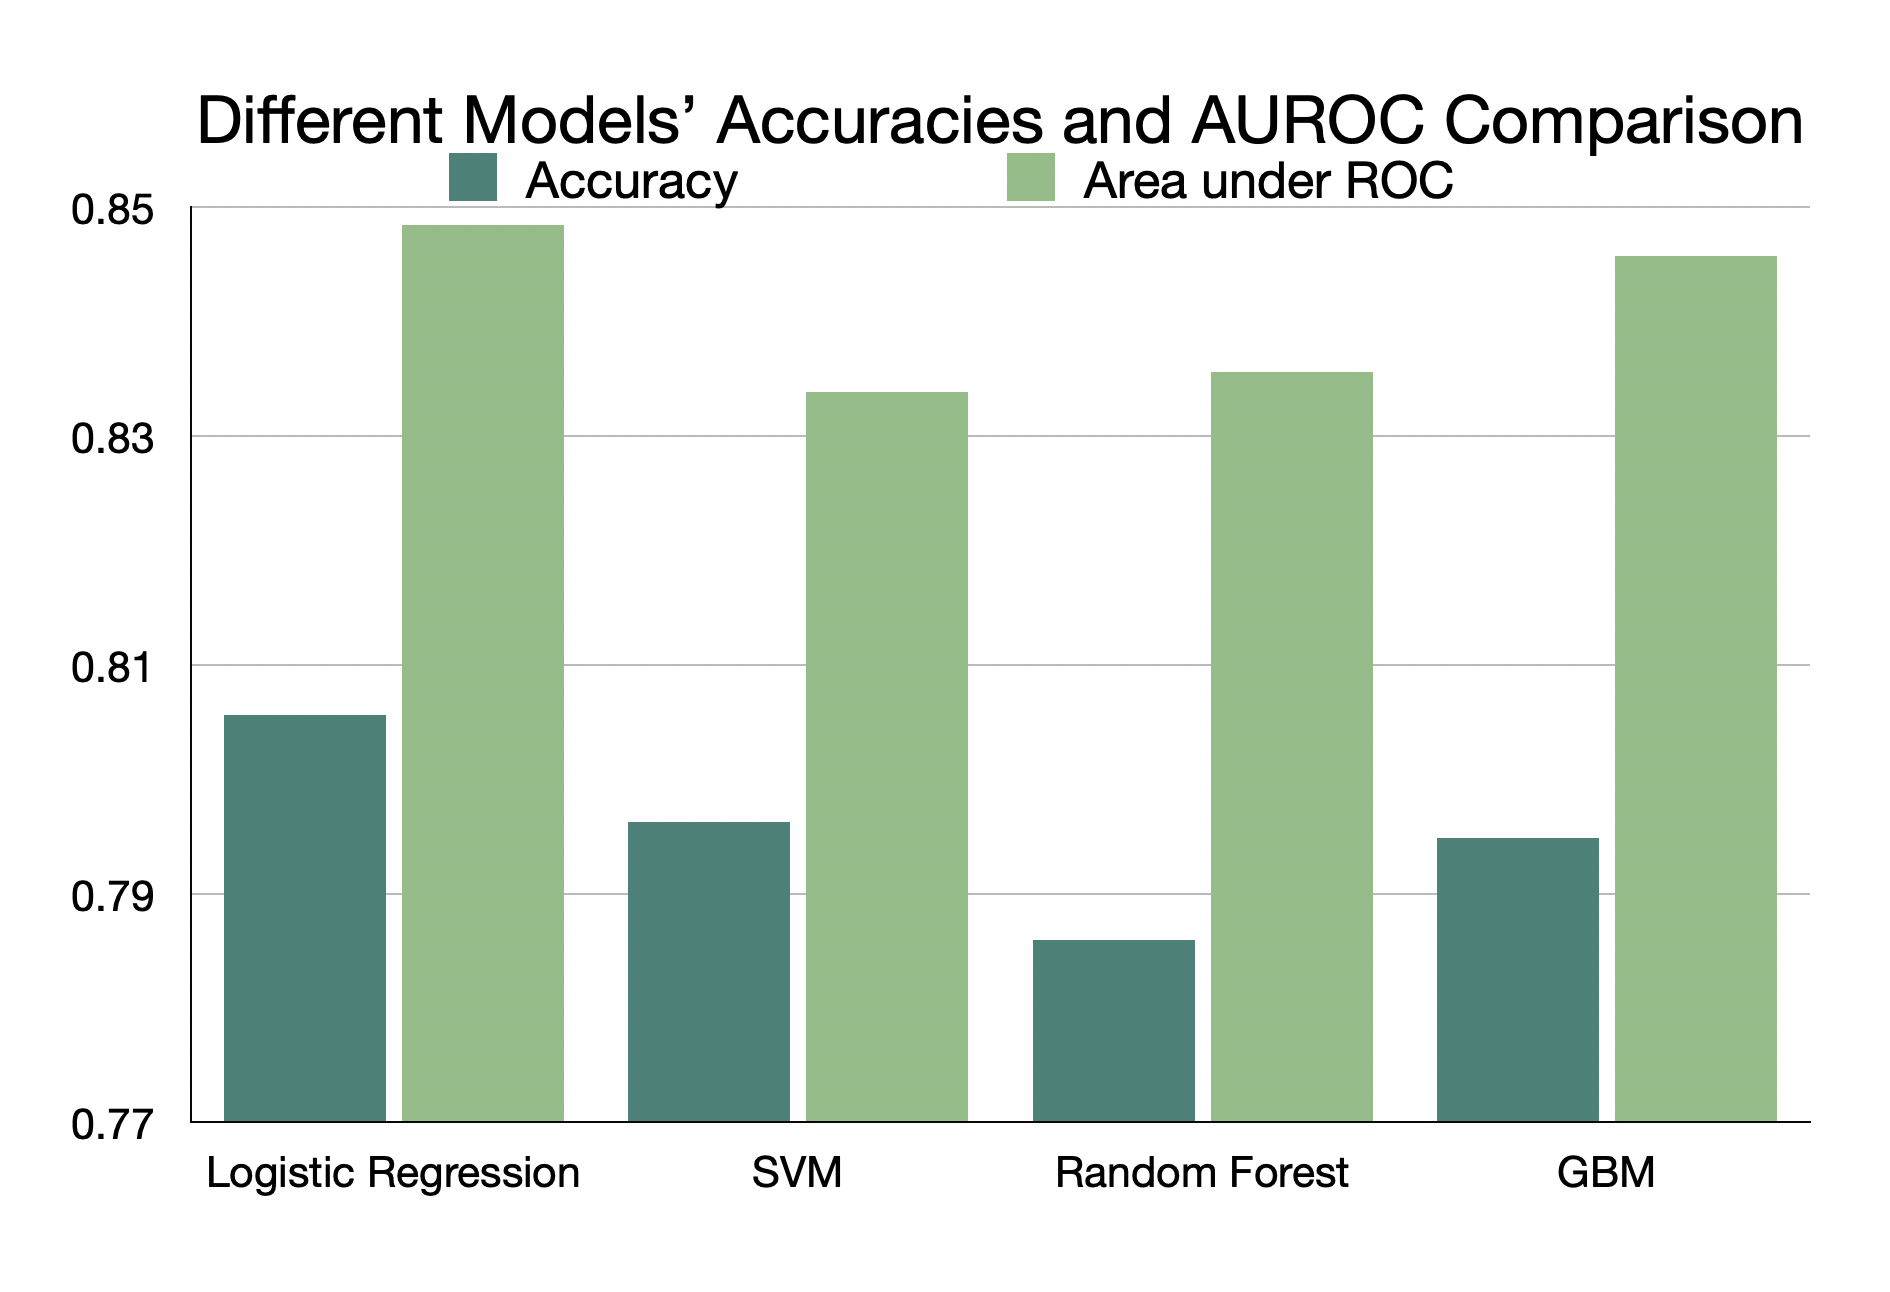 Different Models’ Accuracies and AUROC Comparison
Accuracy Area under ROC
0.85
0.83
0.81
0.79
0.77
Logistic Regression SVM Random Forest GBM